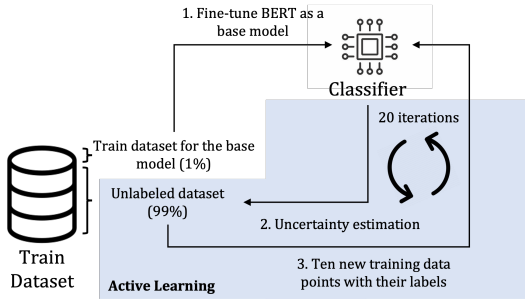 1. Fine-tune BERT as a
base model
Classifier
20 iterations
Train dataset for the base
model (1%)
Unlabeled dataset
(99%)
2. Uncertainty estimation
Train
Dataset
3. Ten new training data
points with their labels
Active Learning